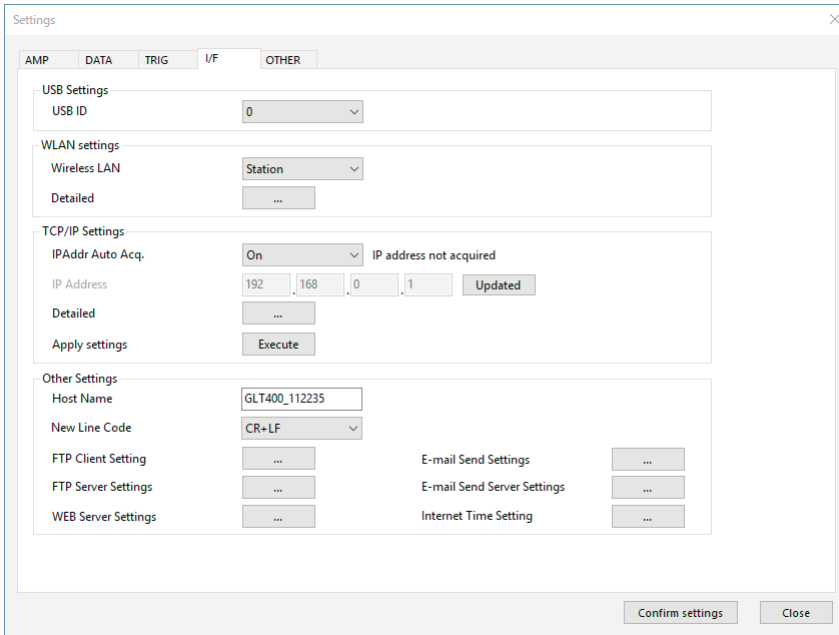 Settings
AMP DATA TRIG I/F OTHER
USB Settings
USB ID 0
WLAN settings
Wireless LAN Station
Detailed ...
TCP/IP Settings
IPAddr Auto Acq. On IP address not acquired
IP Address 192 . 168 . 0 . 1 Updated
Detailed ...
Apply settings Execute
Other Settings
Host Name GLT400_112235
New Line Code CR+LF
FTP Client Setting ... E-mail Send Settings ...
FTP Server Settings ... E-mail Send Server Settings ...
WEB Server Settings ... Internet Time Setting ...
Confirm settings Close